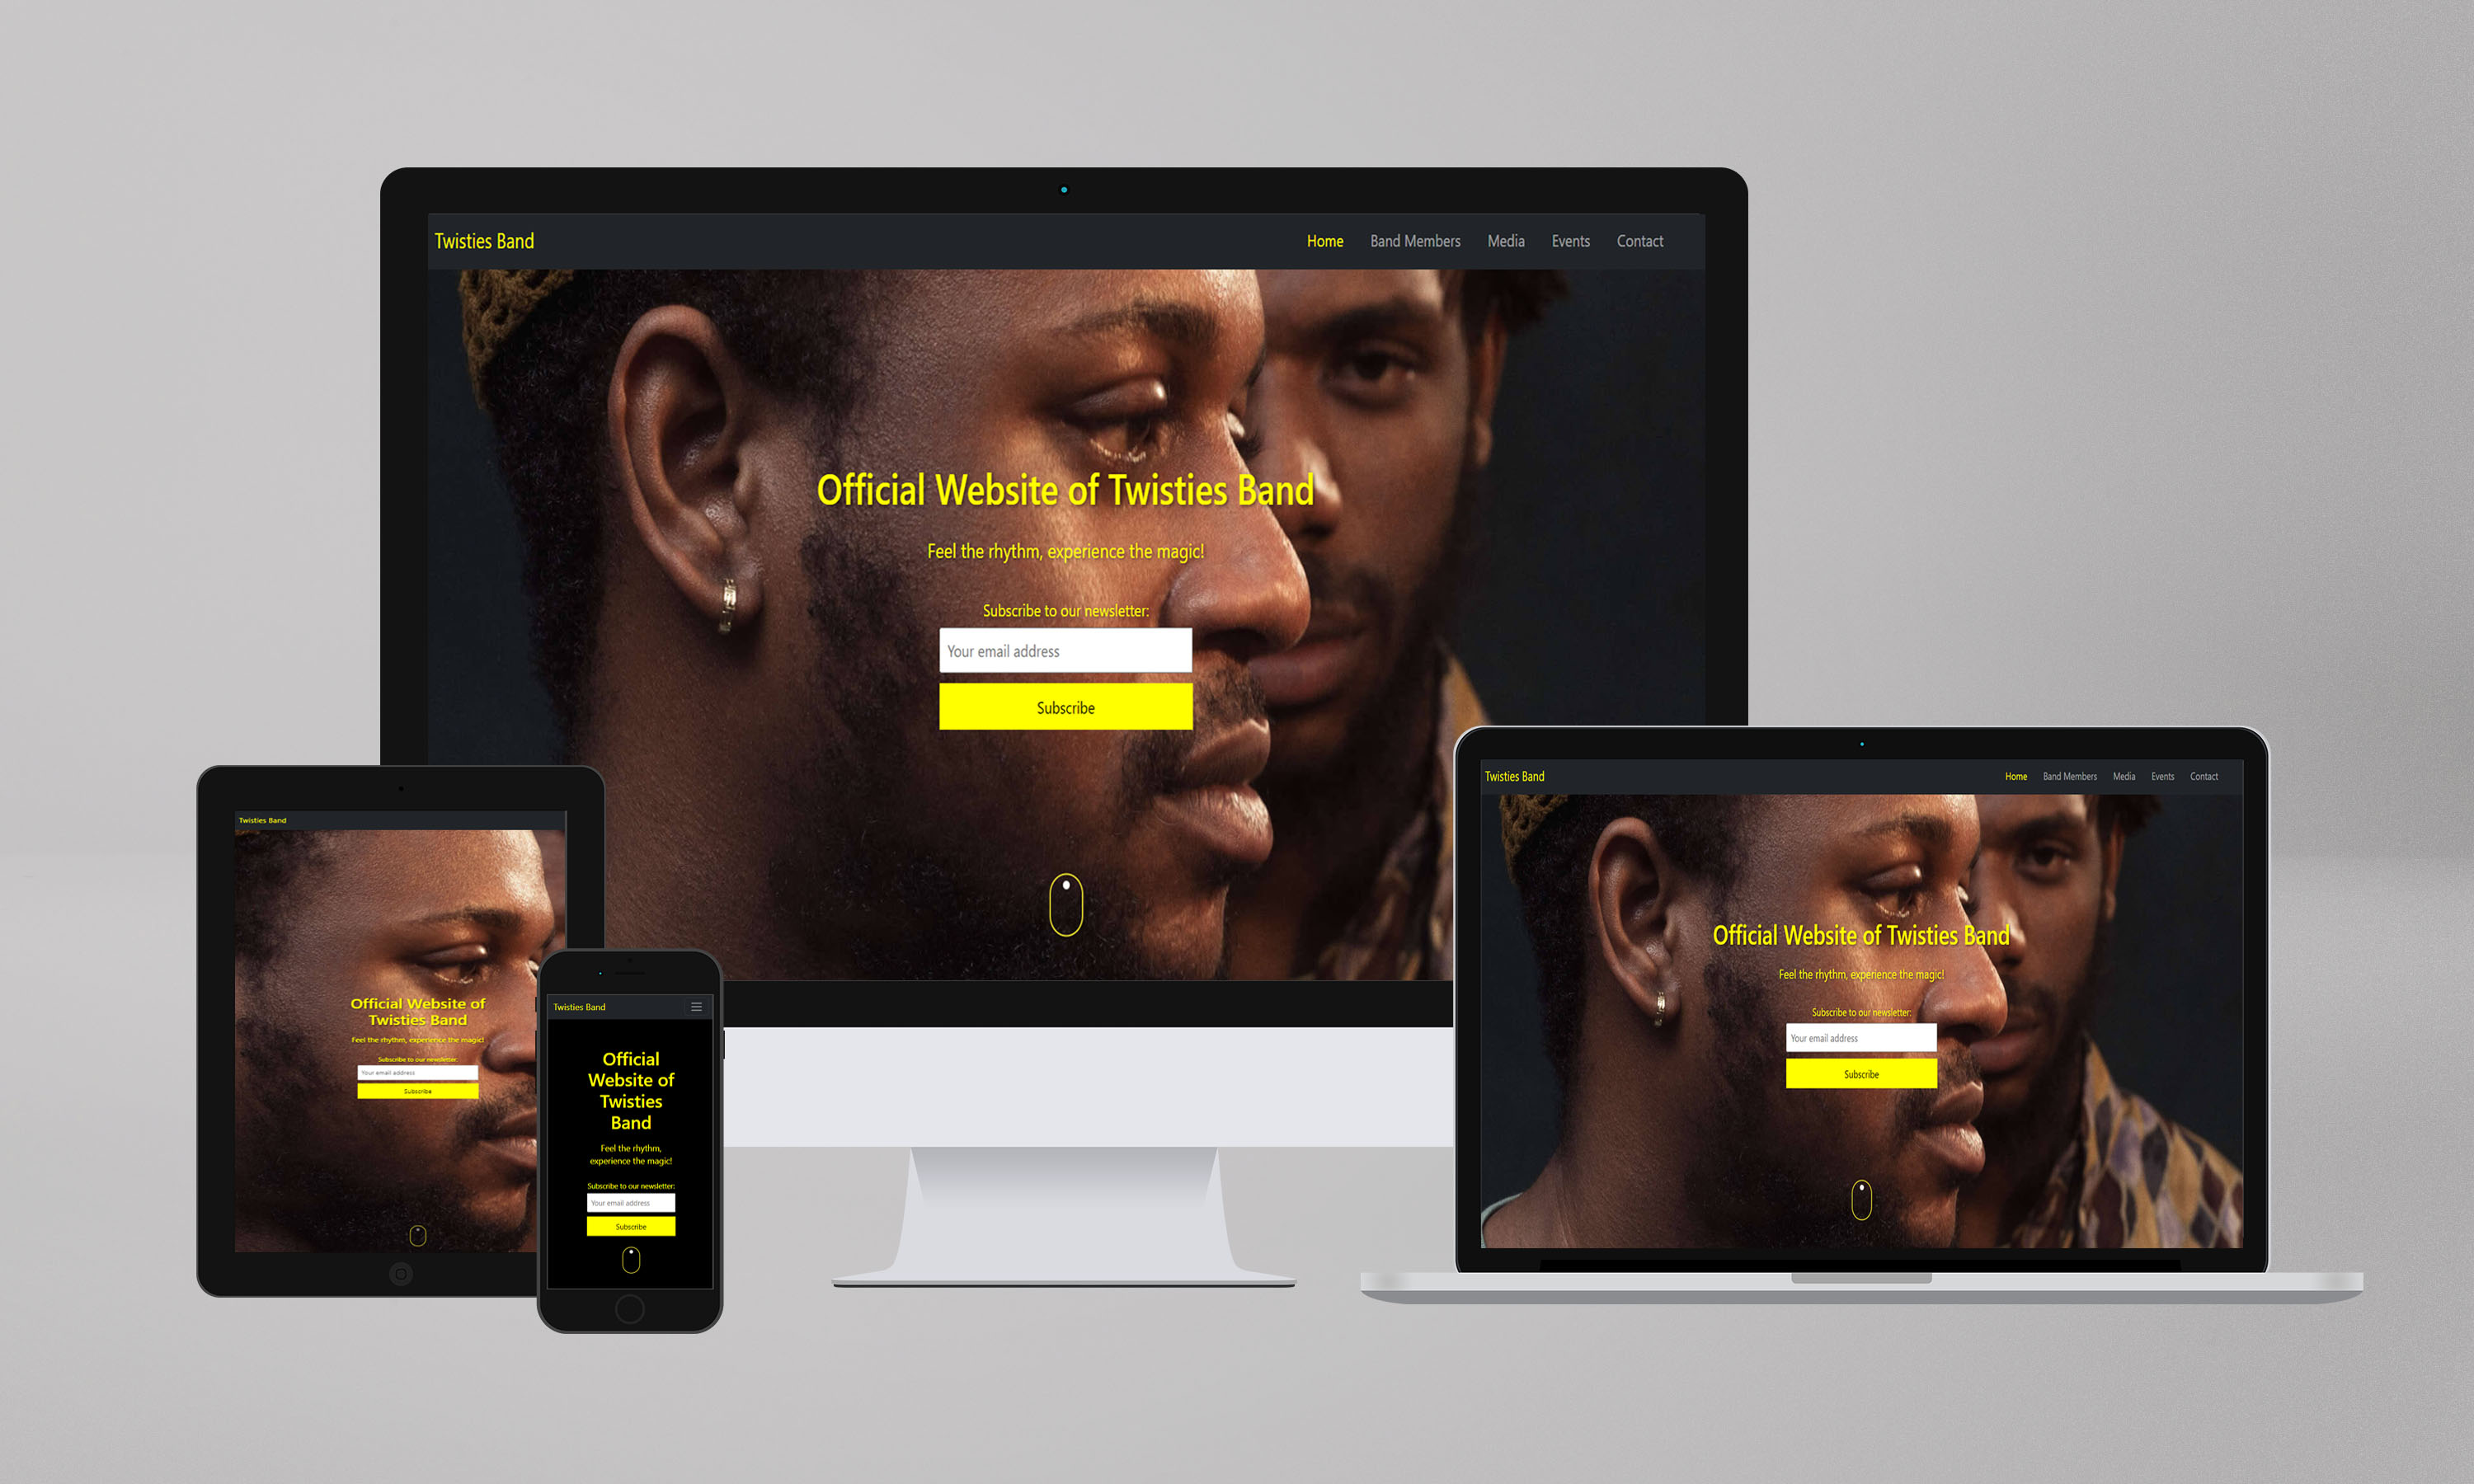 Twisties Band
Home Band Members Media Events Contact
Official Website of Twisties Band
Feel the rhythm, experience the magic!
Subscribe to our newsletter:
Your email address
Subscribe
Twisties Band
Official Website of
Twisties Band
Feel the rhythm, experience the magic!
Subscribe to our newsletter:
Your email address
Subscribe
Twisties Band
Official
Website of
Twisties
Band
Feel the rhythm,
experience the magic!
Subscribe to our newsletter:
Your email address
Subscribe
Twisties Band
Home Band Members Media Events Contact
Official Website of Twisties Band
Feel the rhythm, experience the magic!
Subscribe to our newsletter:
Your email address
Subscribe